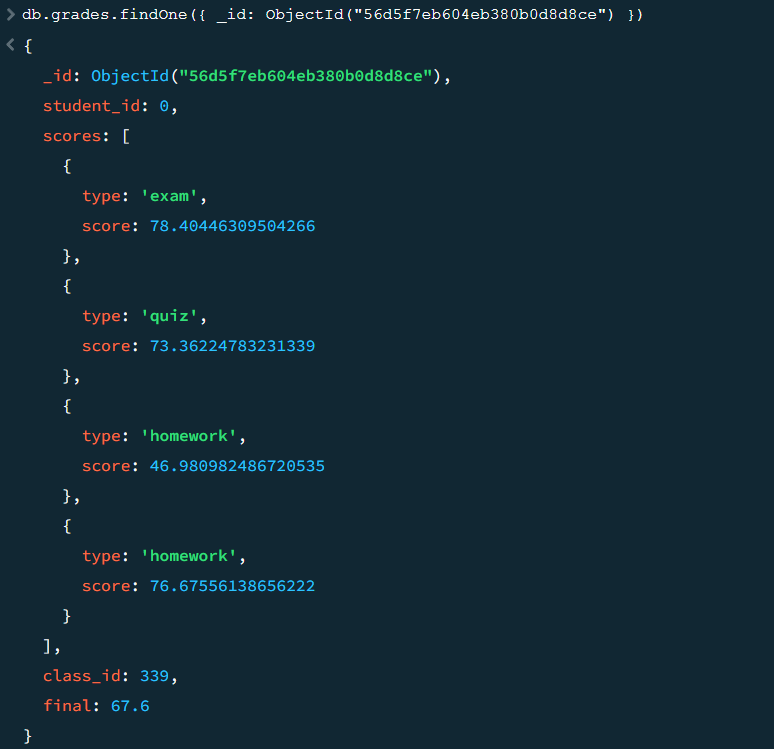 > db.grades.findOne({ _id: ObjectId("56d5f7eb604eb380b0d8d8ce") })
< {
_id: ObjectId("56d5f7eb604eb380b0d8d8ce"),
student_id: 0,
scores: [
{
type: 'exam',
score: 78.40446309504266
},
{
type: 'quiz',
score: 73.36224783231339
},
{
type: 'homework',
score: 46.980982486720535
},
{
type: 'homework',
score: 76.67556138656222
}
],
class_id: 339,
final: 67.6
}